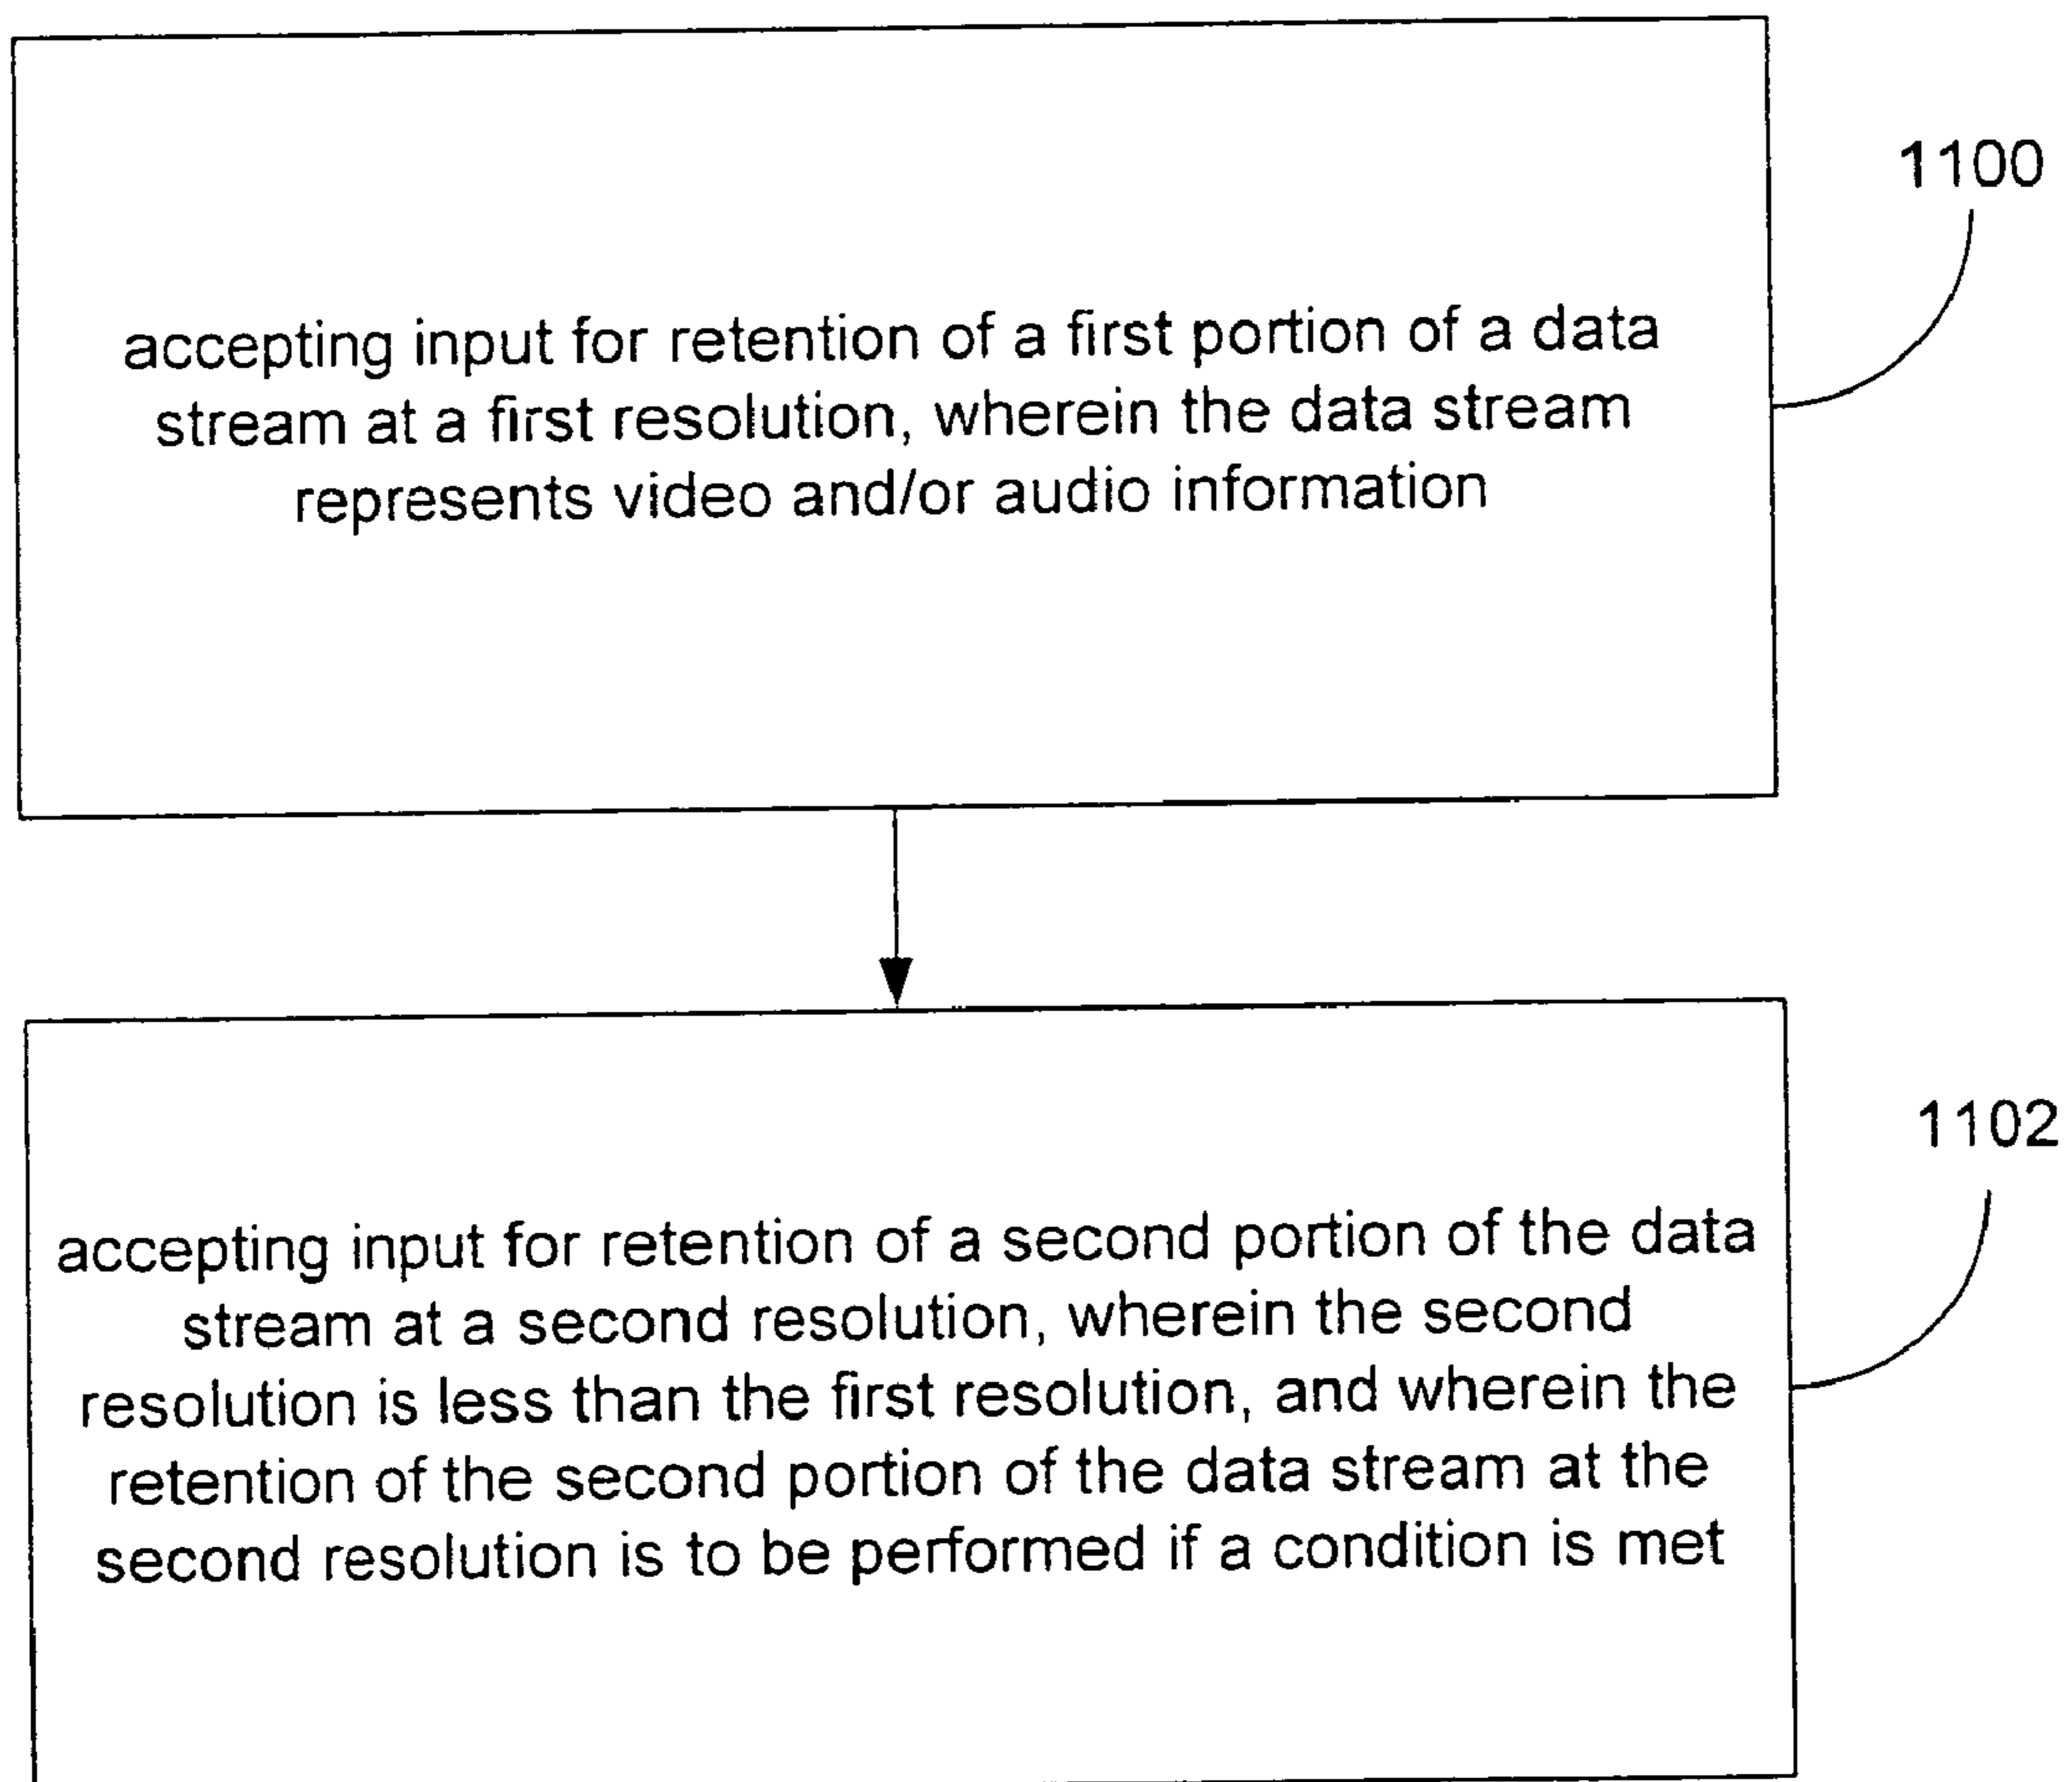 1100
accepting input for retention of a first portion of a data
stream at a first resolution, wherein the data stream
represents video and/or audio information
1102
accepting input for retention of a second portion of the data
stream at a second resolution, wherein the second
resolution is less than the first resolution, and wherein the
retention of the second portion of the data stream at the
second resolution is to be performed if a condition is met